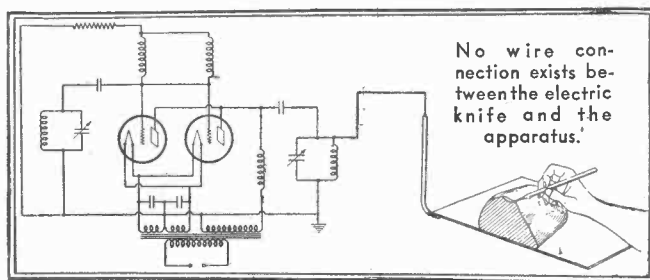 No wire con-
nection exists be-
tween the electric
knife and the
apparatus.'